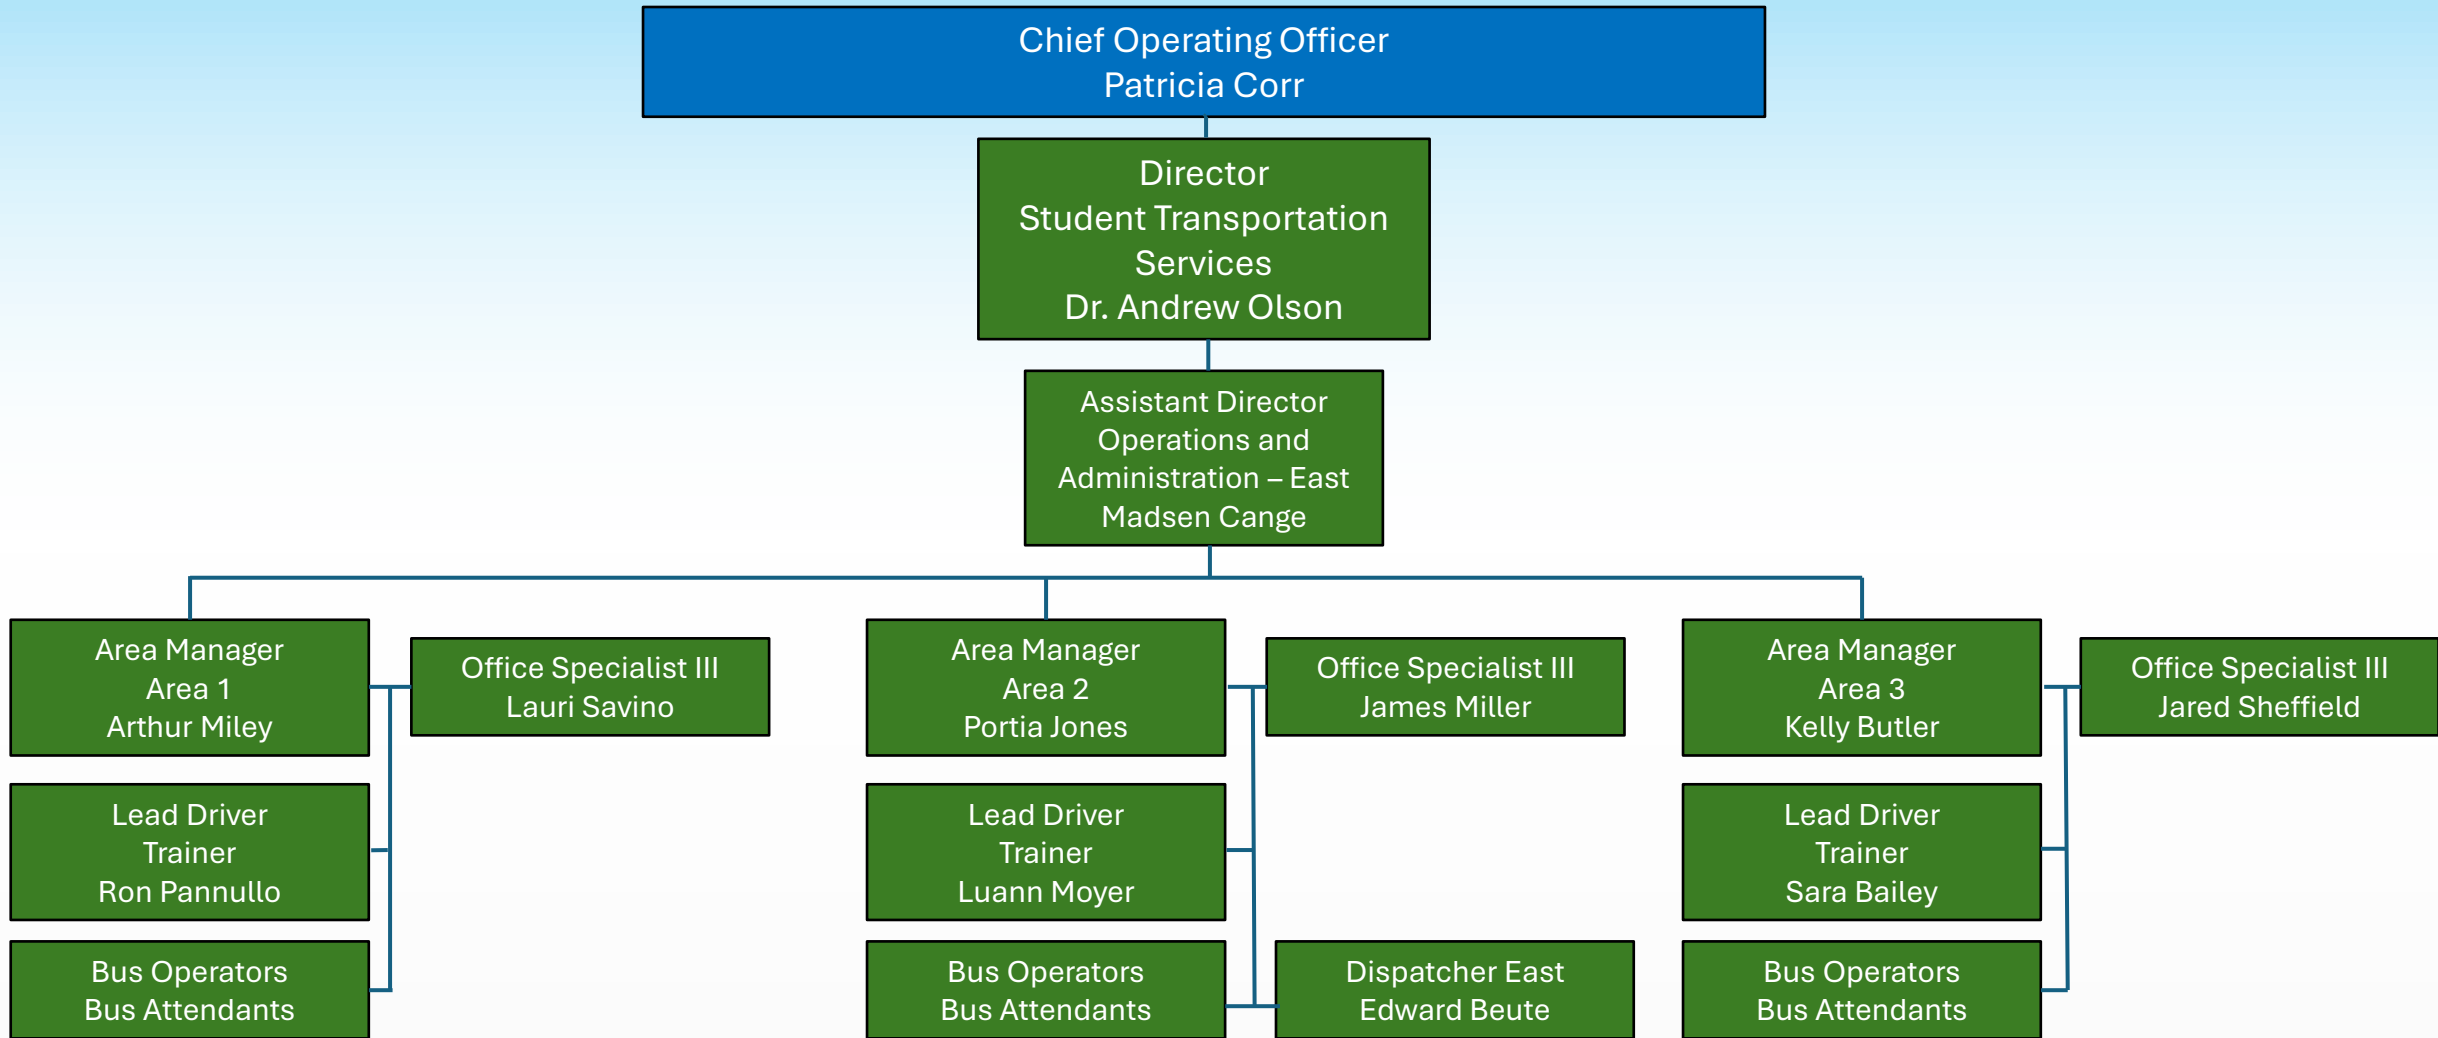 Chief Operating Officer
Patricia Corr
Director
Student Transportation
Services
Dr. Andrew Olson
Assistant Director
Operations and
Administration – East
Madsen Cange
Area Manager
Area 1
Arthur Miley
Office Specialist III
Lauri Savino
Area Manager
Area 2
Portia Jones
Office Specialist III
James Miller
Area Manager
Area 3
Kelly Butler
Office Specialist III
Jared Sheffield
Lead Driver
Trainer
Ron Pannullo
Lead Driver
Trainer
Luann Moyer
Lead Driver
Trainer
Sara Bailey
Bus Operators
Bus Attendants
Bus Operators
Bus Attendants
Dispatcher East
Edward Beute
Bus Operators
Bus Attendants